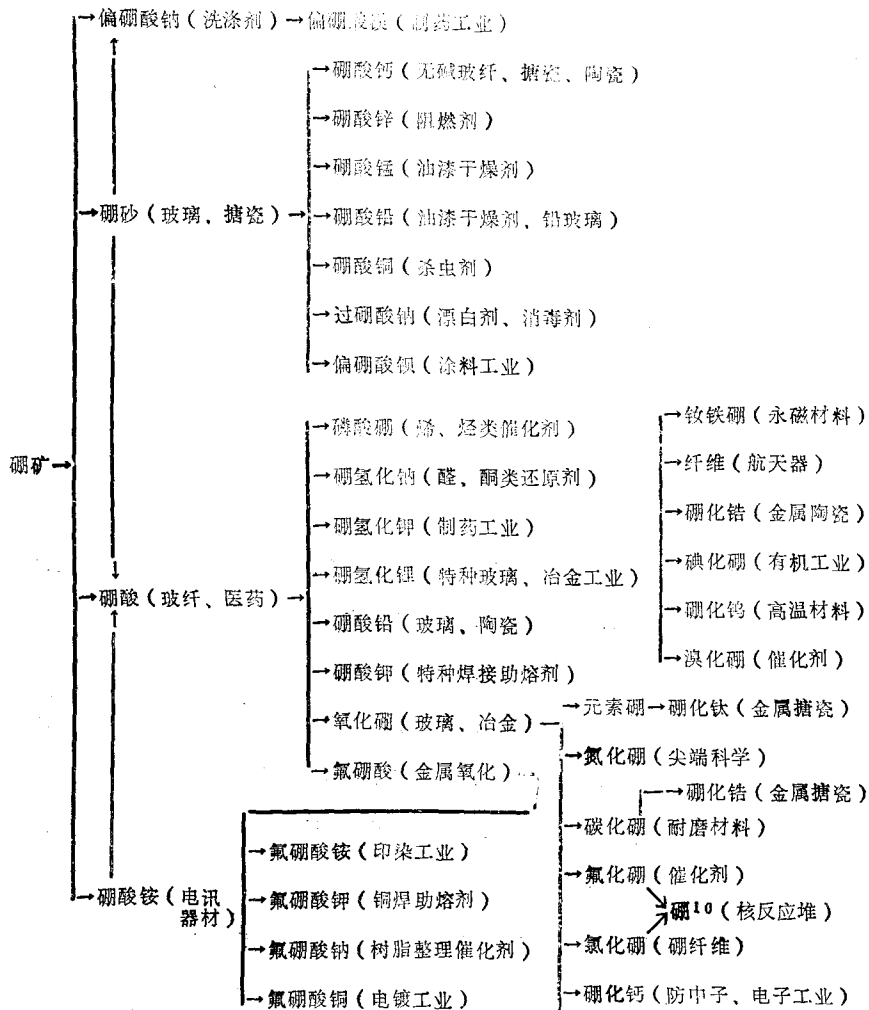 →偏硼酸钠(洗涤剂)→偏硼酸镁(制药工业)
→硼酸钙(无碱玻纤、搪瓷、陶瓷)
→硼酸锌(阻燃剂)
→硼酸锰(油漆干燥剂)
→硼砂(玻璃、搪瓷)→
→硼酸铅(油漆干燥剂、铅玻璃)
→硼酸铜(杀虫剂)
→过硼酸钠(漂白剂、消毒剂)
→偏硼酸钡(涂料工业)
硼矿→
→磷酸硼(烯、烃类催化剂)
→硼氢化钠(醛、酮类还原剂)
→硼氢化钾(制药工业)
→硼酸(玻纤、医药)→
→硼氢化锂(特种玻璃、冶金工业)
→硼酸铅(玻璃、陶瓷)
→硼酸钾(特种焊接助熔剂)
→氧化硼(玻璃、冶金)
→氟硼酸(金属氧化)
→钕铁硼(永磁材料)
→纤维(航天器)
→硼化锆(金属陶瓷)
→碘化硼(有机工业)
→硼化钨(高温材料)
→溴化硼(催化剂)
→元素硼→硼化钛(金属搪瓷)
→氮化硼(尖端科学)
→硼化锆(金属搪瓷)
→碳化硼(耐磨材料)
→氟化硼(催化剂)
硼10(核反应堆)
→氯化硼(硼纤维)
→硼化钙(防中子、电子工业)
→硼酸铵(电讯
器材)
→氟硼酸铵(印染工业)
→氟硼酸钾(铜焊助熔剂)
→氟硼酸钠(树脂整理催化剂)
→氟硼酸铜(电镀工业)